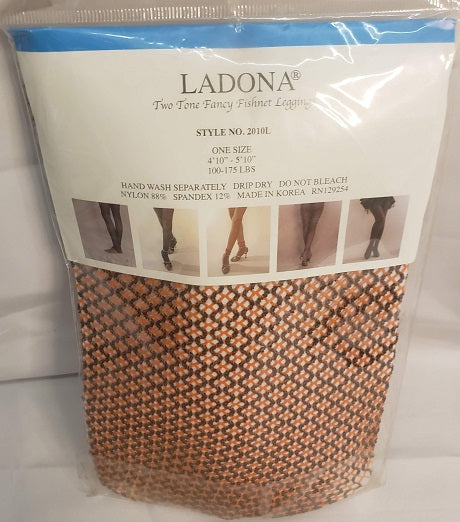 LADONA®
Two Tone Fancy Fishnet Legging
STYLE NO. 2010L
ONE SIZE
4'10" - 5'10"
100-175 LBS
HAND WASH SEPARATELY DRIP DRY DO NOT BLEACH
NYLON 88% SPANDEX 12% MADE IN KOREA RN129254